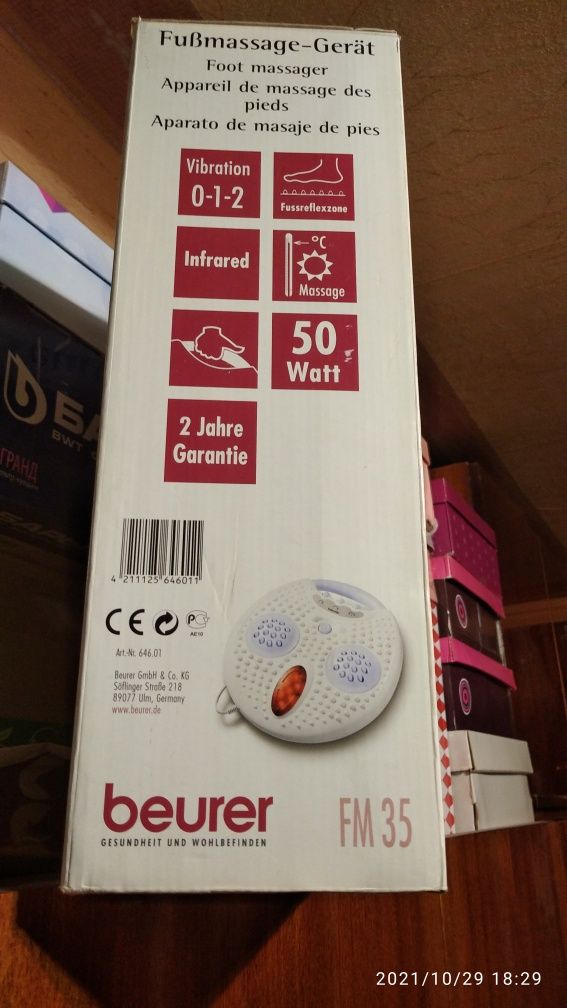 Fußmassage-Gerät
Foot massager
Appareil de massage des
pieds
Aparato de masaje de pies
Vibration
0-1-2
Fussreflexzone
Infrared
°C
Massage
50
Watt
2 Jahre
Garantie
4 211125 646011
CE
AE10
Art.-Nr. 646.01
Beurer GmbH & Co. KG
Söflinger Straße 218
89077 Ulm, Germany
www.beurer.de
beurer
GESUNDHEIT UND WOHLBEFINDEN
FM 35
BWT
ГРАНД
2021/10/29 18:29